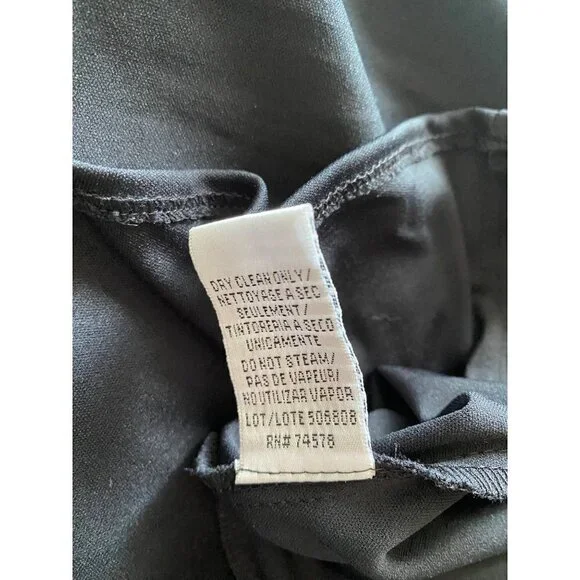 DRY CLEAN ONLY/
NETTOYAGE A SEC
SEULEMENT/
TINTORERIA A SECO
UNICAMENTE
DO NOT STEAM/
PAS DE VAPEUR/
NO UTILIZAR VAPOR
LOT/LOTE 506808
RN# 74578